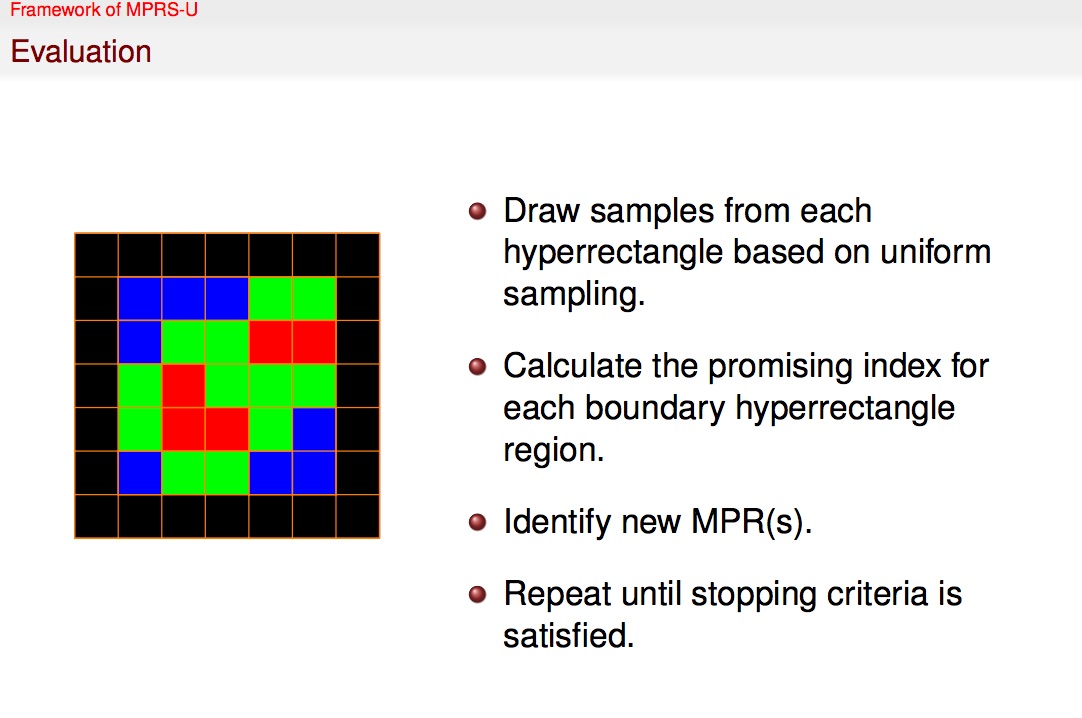 Framework of MPRS-U
Evaluation
Draw samples from each
hyperrectangle based on uniform
sampling.
Calculate the promising index for
each boundary hyperrectangle
region.
Identify new MPR(s).
Repeat until stopping criteria is
satisfied.